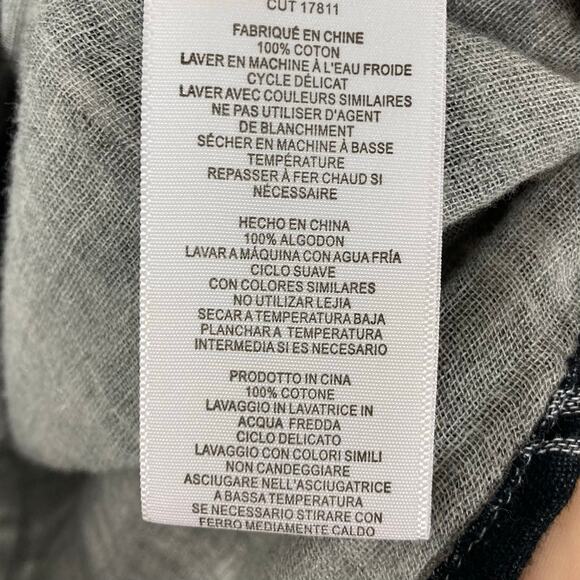 CUT 17811
FABRIQUÉ EN CHINE
100% COTON
LAVER EN MACHINE À L'EAU FROIDE
CYCLE DÉLICAT
LAVER AVEC COULEURS SIMILAIRES
NE PAS UTILISER D'AGENT
DE BLANCHIMENT
SÉCHER EN MACHINE À BASSE
TEMPÉRATURE
REPASSER À FER CHAUD SI
NÉCESSAIRE
HECHO EN CHINA
100% ALGODON
LAVAR A MÁQUINA CON AGUA FRÍA
CICLO SUAVE
CON COLORES SIMILARES
NO UTILIZAR LEJIA
SECAR A TEMPERATURA BAJA
PLANCHAR A TEMPERATURA
INTERMEDIA SI ES NECESARIO
PRODOTTO IN CINA
100% COTONE
LAVAGGIO IN LAVATRICE IN
ACQUA FREDDA
CICLO DELICATO
LAVAGGIO CON COLORI SIMILI
NON CANDEGGIARE
ASCIUGARE NELL'ASCIUGATRICE
A BASSA TEMPERATURA
SE NECESSARIO STIRARE CON
FERRO MEDIAMENTE CALDO